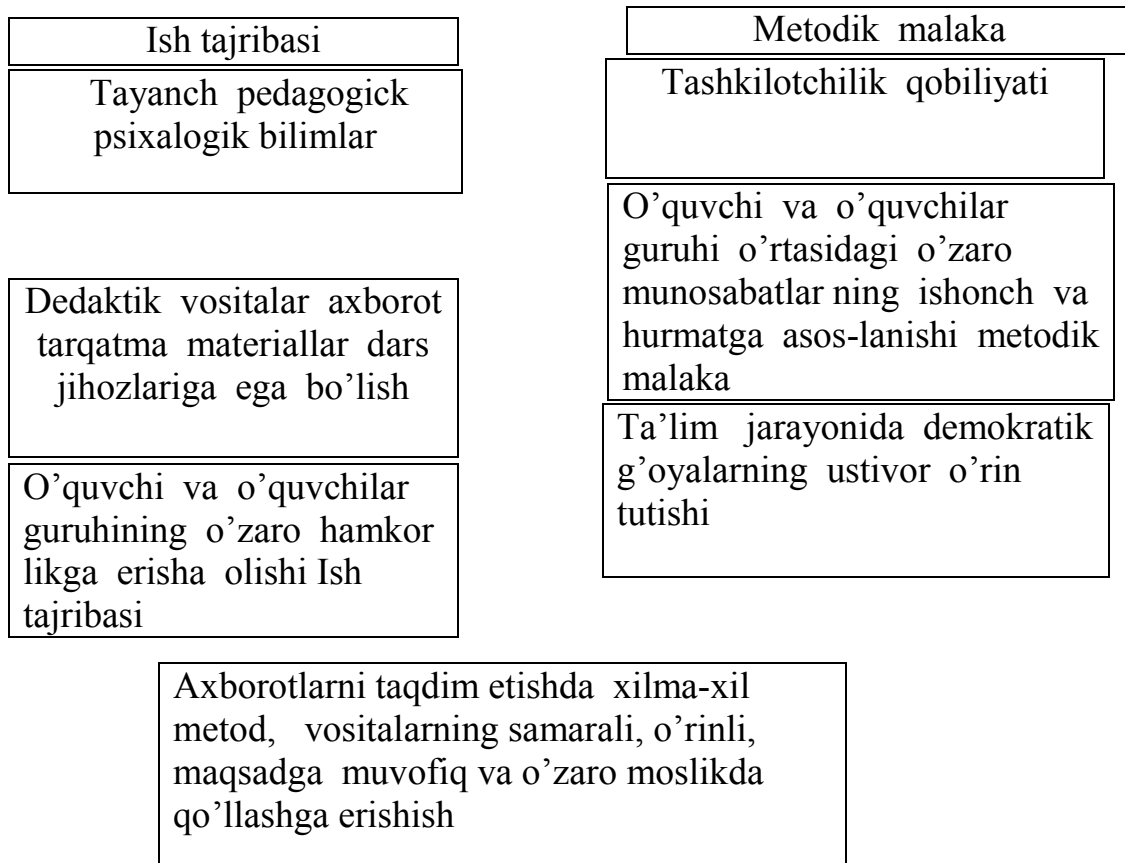 Ish tajribasi
Tayanch pedagogick
psixalogik bilimlar
Dedaktik vositalar axborot
tarqatma materiallar dars
jihozlariga ega bo’lish
O’quvchi va o’quvchilar
guruhining o’zaro hamkor
likga erisha olishi Ish
tajribasi
Metodik malaka
Tashkilotchilik qobiliyati
O’quvchi va o’quvchilar
guruhi o’rtasidagi o’zaro
munosabatlar ning ishonch va
hurmatga asos-lanishi metodik
malaka
Ta’lim jarayonida demokratik
g’oyalarning ustivor o’rin
tutishi
Axborotlarni taqdim etishda xilma-xil
metod, vositalarning samarali, o’rinli,
maqsadga muvofiq va o’zaro moslikda
qo’llashga erishish